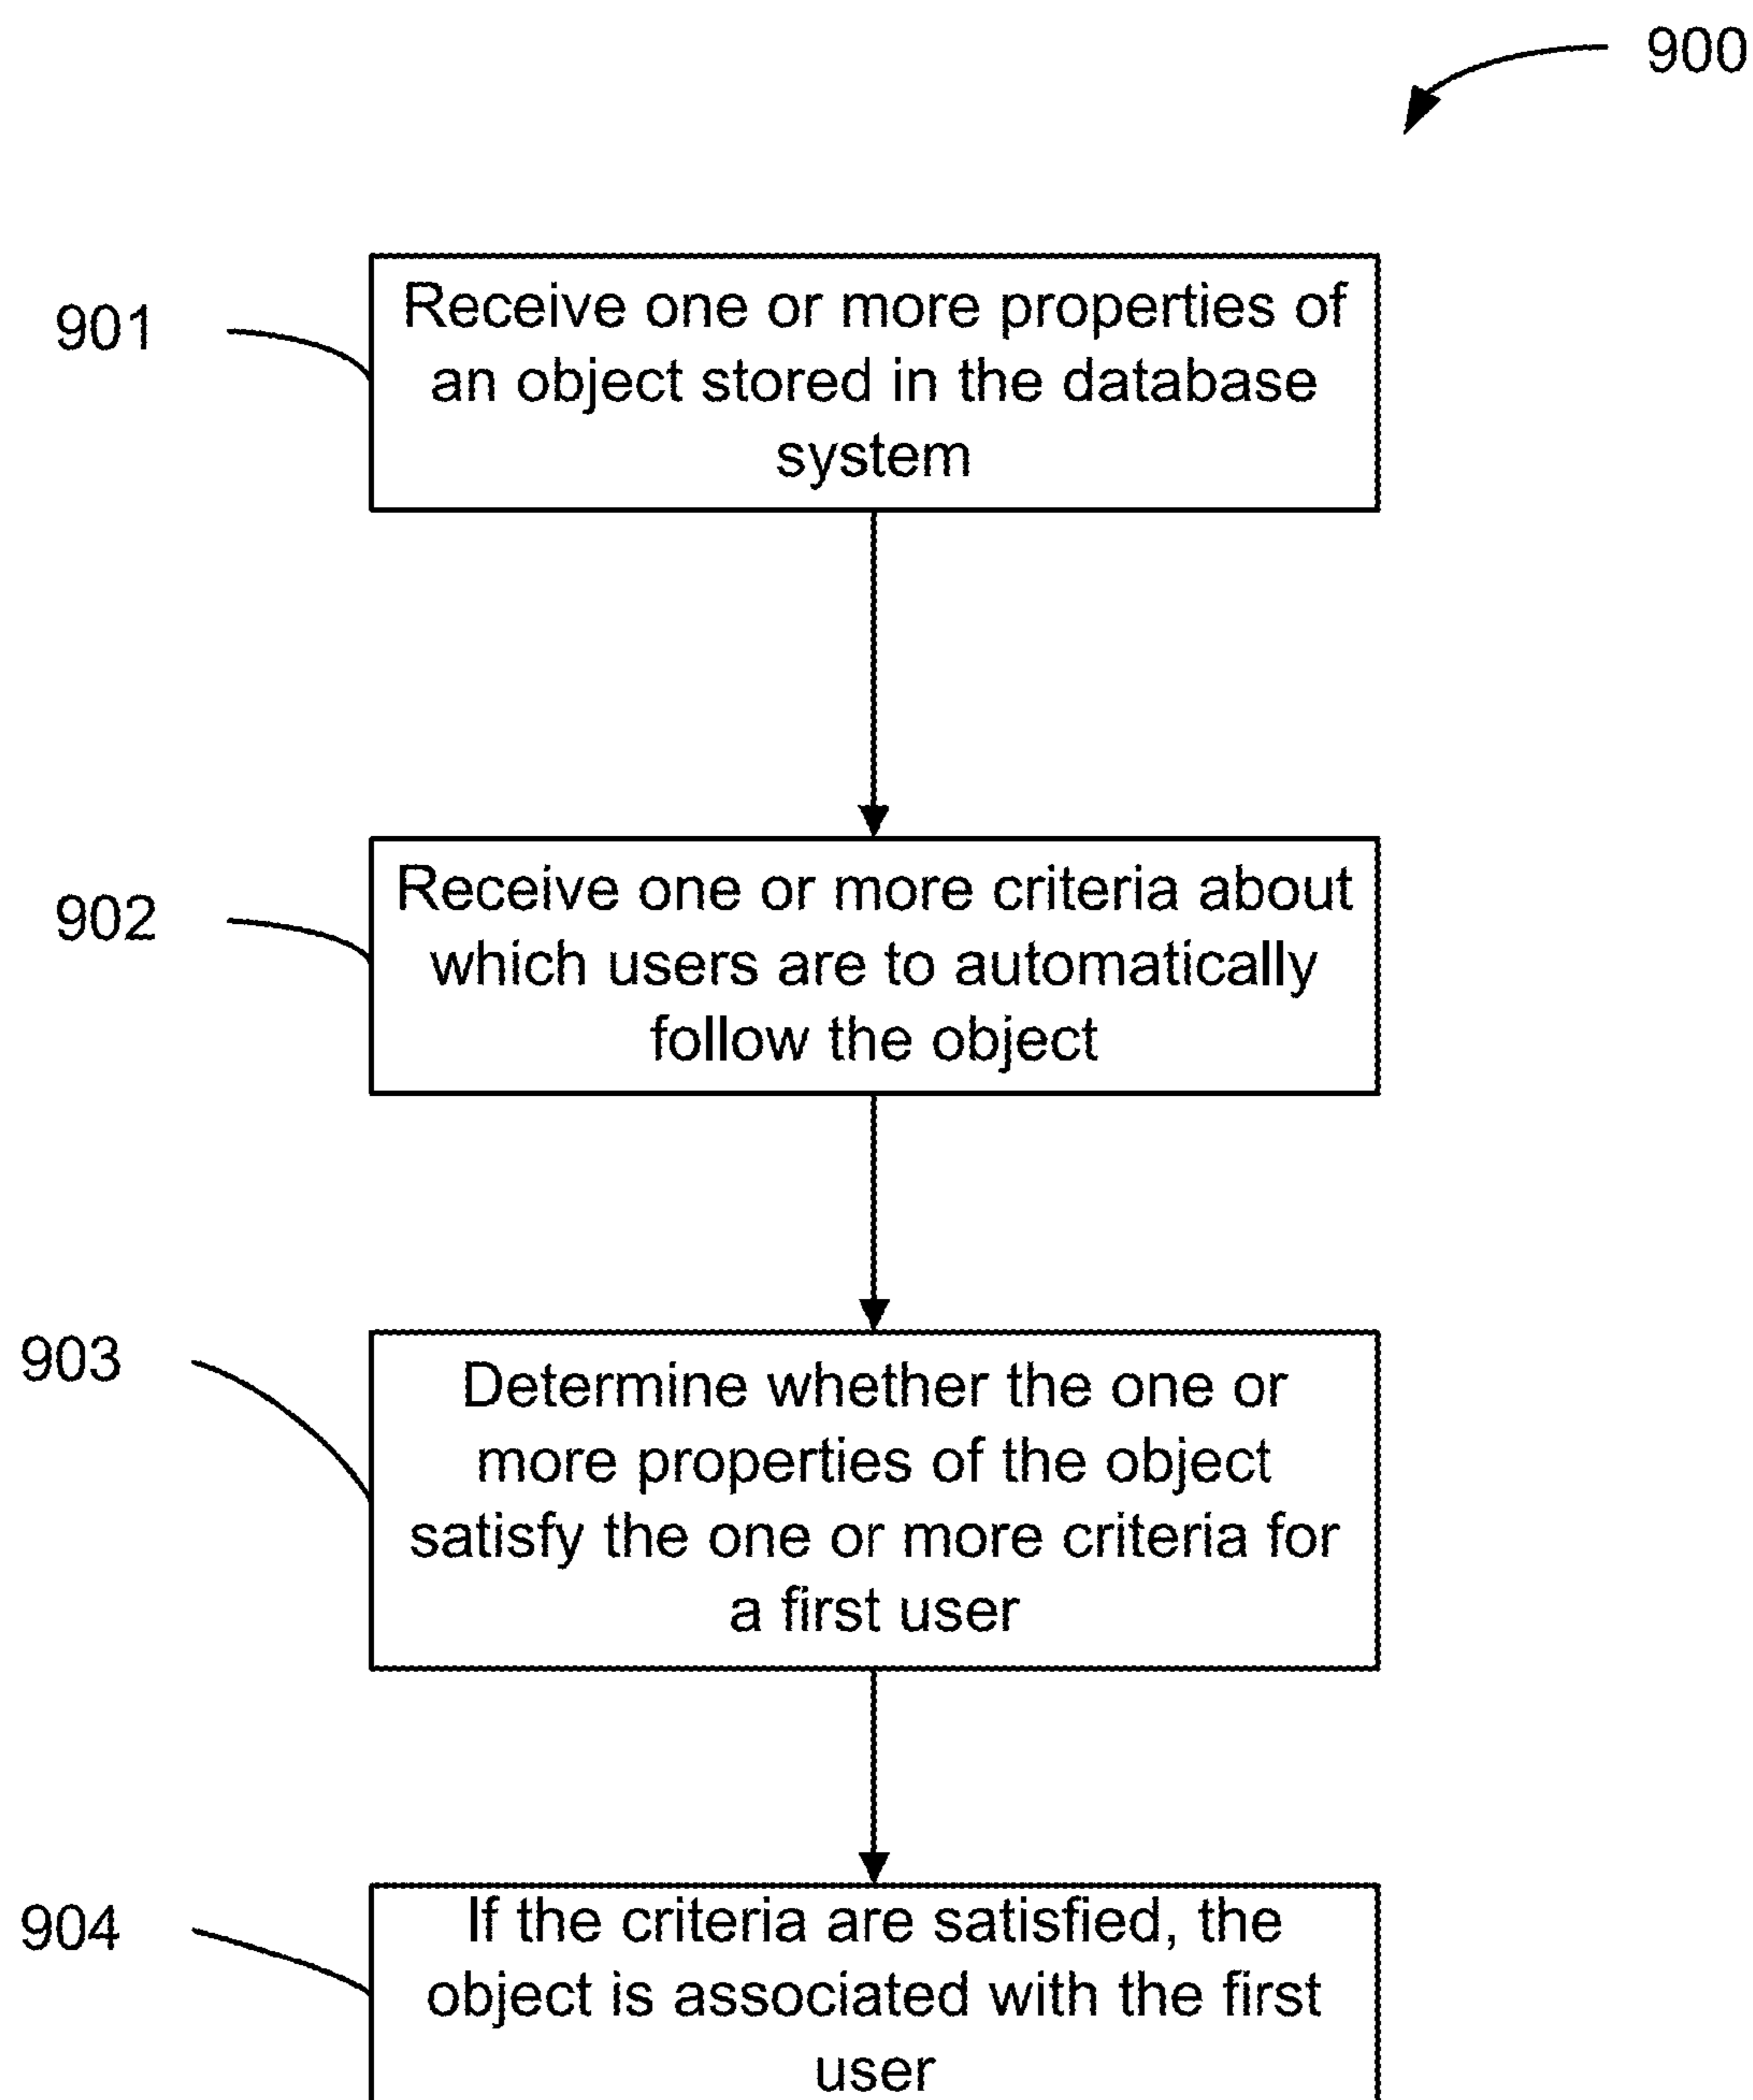 900
901
Receive one or more properties of
an object stored in the database
system
902
Receive one or more criteria about
which users are to automatically
follow the object
903
Determine whether the one or
more properties of the object
satisfy the one or more criteria for
a first user
904
If the criteria are satisfied, the
object is associated with the first
user